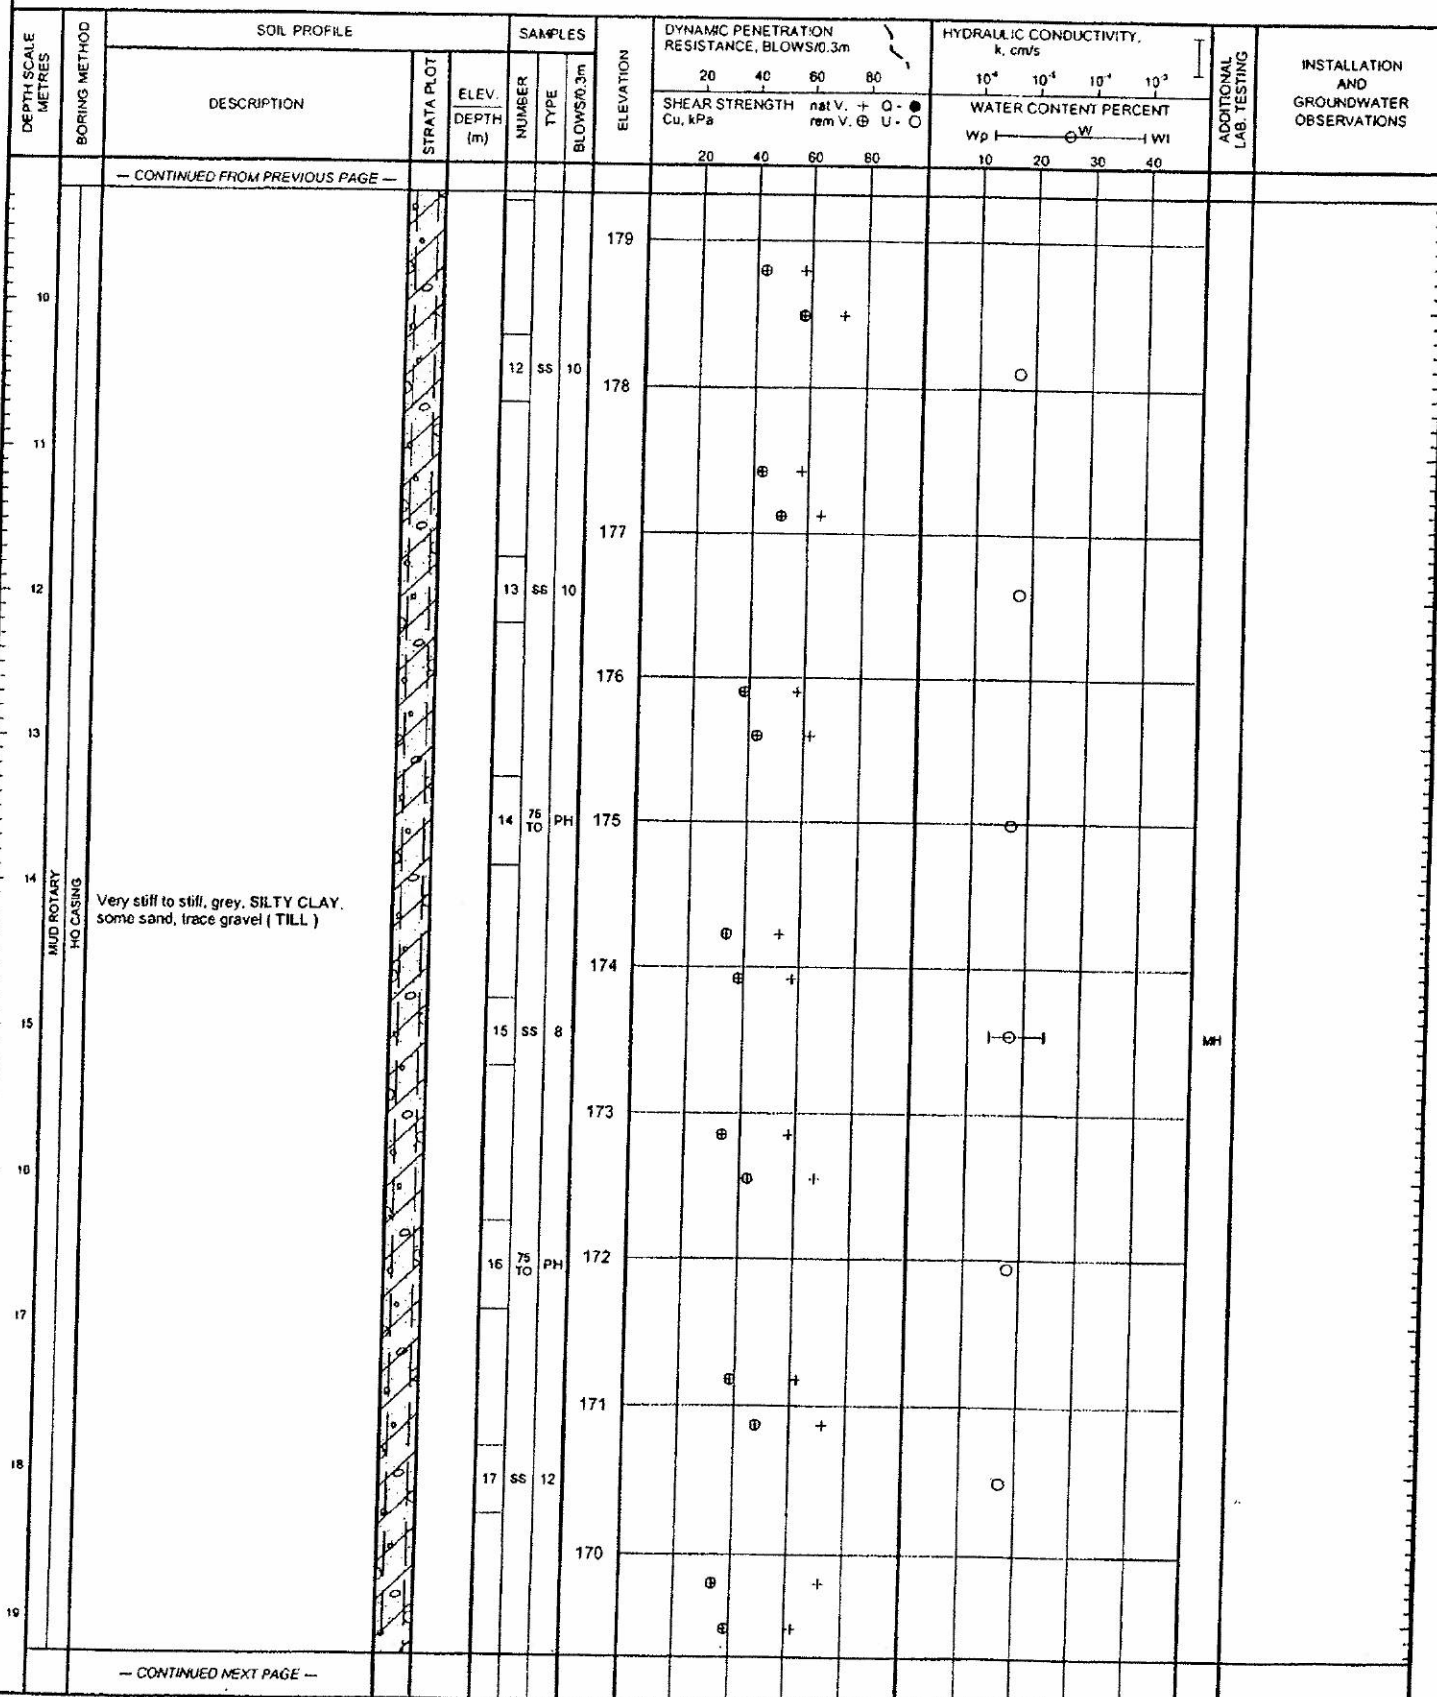 DEPTH SCALE
METRES
BORING METHOD
SOIL PROFILE
DESCRIPTION
STRATA PLOT
ELEV.
DEPTH
(m)
SAMPLES
NUMBER
TYPE
BLOWS/0.3m
ELEVATION
DYNAMIC PENETRATION
RESISTANCE, BLOWS/0.3m
20 40 60 80
SHEAR STRENGTH nat V. + Q - ●
Cu, kPa rem V. ⊕ U - O
20 40 60 80
HYDRAULIC CONDUCTIVITY,
k, cm/s
WATER CONTENT PERCENT
Wp W Wl
10 20 30 40
ADDITIONAL
LAB. TESTING
INSTALLATION
AND
GROUNDWATER
OBSERVATIONS
— CONTINUED FROM PREVIOUS PAGE —
179
10
12 SS 10
178
11
177
12
13 SS 10
176
13
14 75 TO PH
175
14
MUD ROTARY
HQ CASING
Very stiff to stiff, grey, SILTY CLAY,
some sand, trace gravel ( TILL )
174
15
15 SS 8
MH
173
16
16 75 TO PH
172
17
171
18
17 SS 12
170
19
— CONTINUED NEXT PAGE —